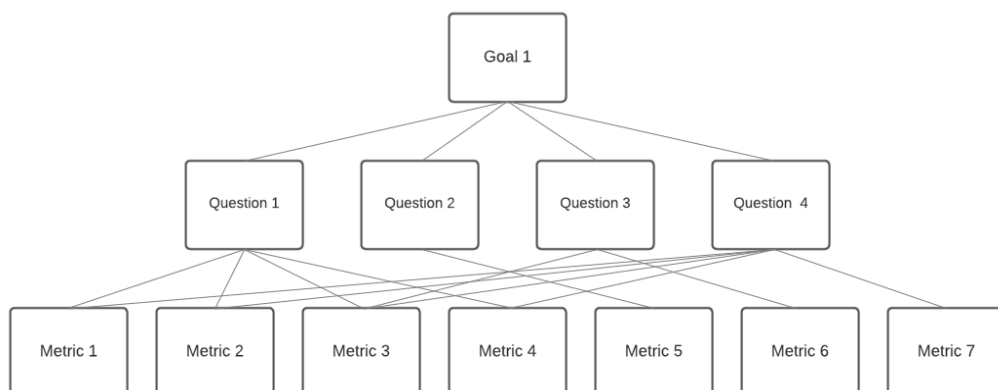 Goal 1
Question 1
Question 2
Question 3
Question  4
Metric 1
Metric 2
Metric 3
Metric 4
Metric 5
Metric 6
Metric 7